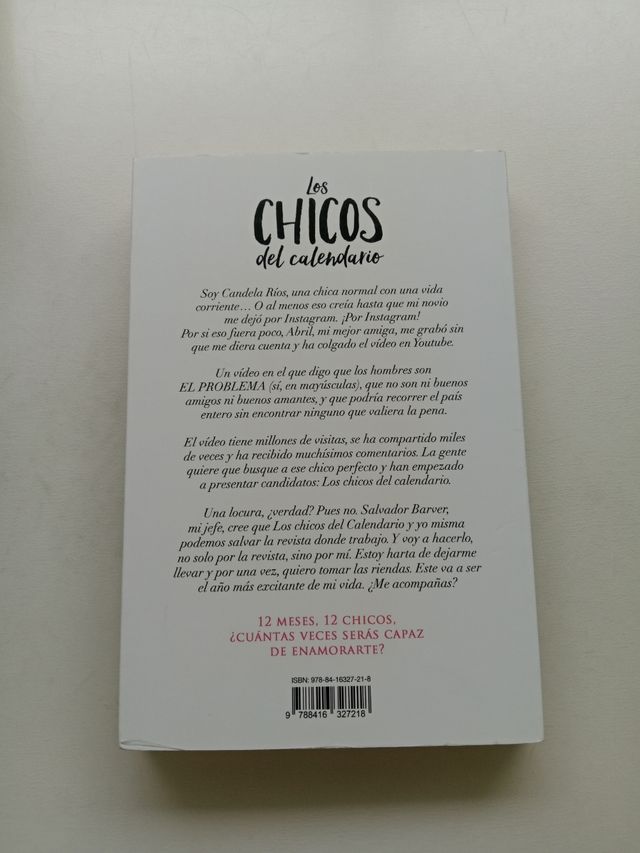 Los
CHICOS
del calendario
Soy Candela Ríos, una chica normal con una vida
corriente... O al menos eso creía hasta que mi novio
me dejó por Instagram. ¡Por Instagram!
Por si eso fuera poco, Abril, mi mejor amiga, me grabó sin
que me diera cuenta y ha colgado el vídeo en Youtube.
Un vídeo en el que digo que los hombres son
EL PROBLEMA (sí, en mayúsculas), que no son ni buenos
amigos ni buenos amantes, y que podría recorrer el país
entero sin encontrar ninguno que valiera la pena.
El vídeo tiene millones de visitas, se ha compartido miles
de veces y ha recibido muchísimos comentarios. La gente
quiere que busque a ese chico perfecto y han empezado
a presentar candidatos: Los chicos del calendario.
Una locura, ¿verdad? Pues no. Salvador Barver,
mi jefe, cree que Los chicos del Calendario y yo misma
podemos salvar la revista donde trabajo. Y voy a hacerlo,
no solo por la revista, sino por mí. Estoy harta de dejarme
llevar y por una vez, quiero tomar las riendas. Este va a ser
el año más excitante de mi vida. ¿Me acompañas?
12 MESES, 12 CHICOS,
¿CUÁNTAS VECES SERÁS CAPAZ
DE ENAMORARTE?
ISBN: 978-84-16327-21-8
9 788416 327218